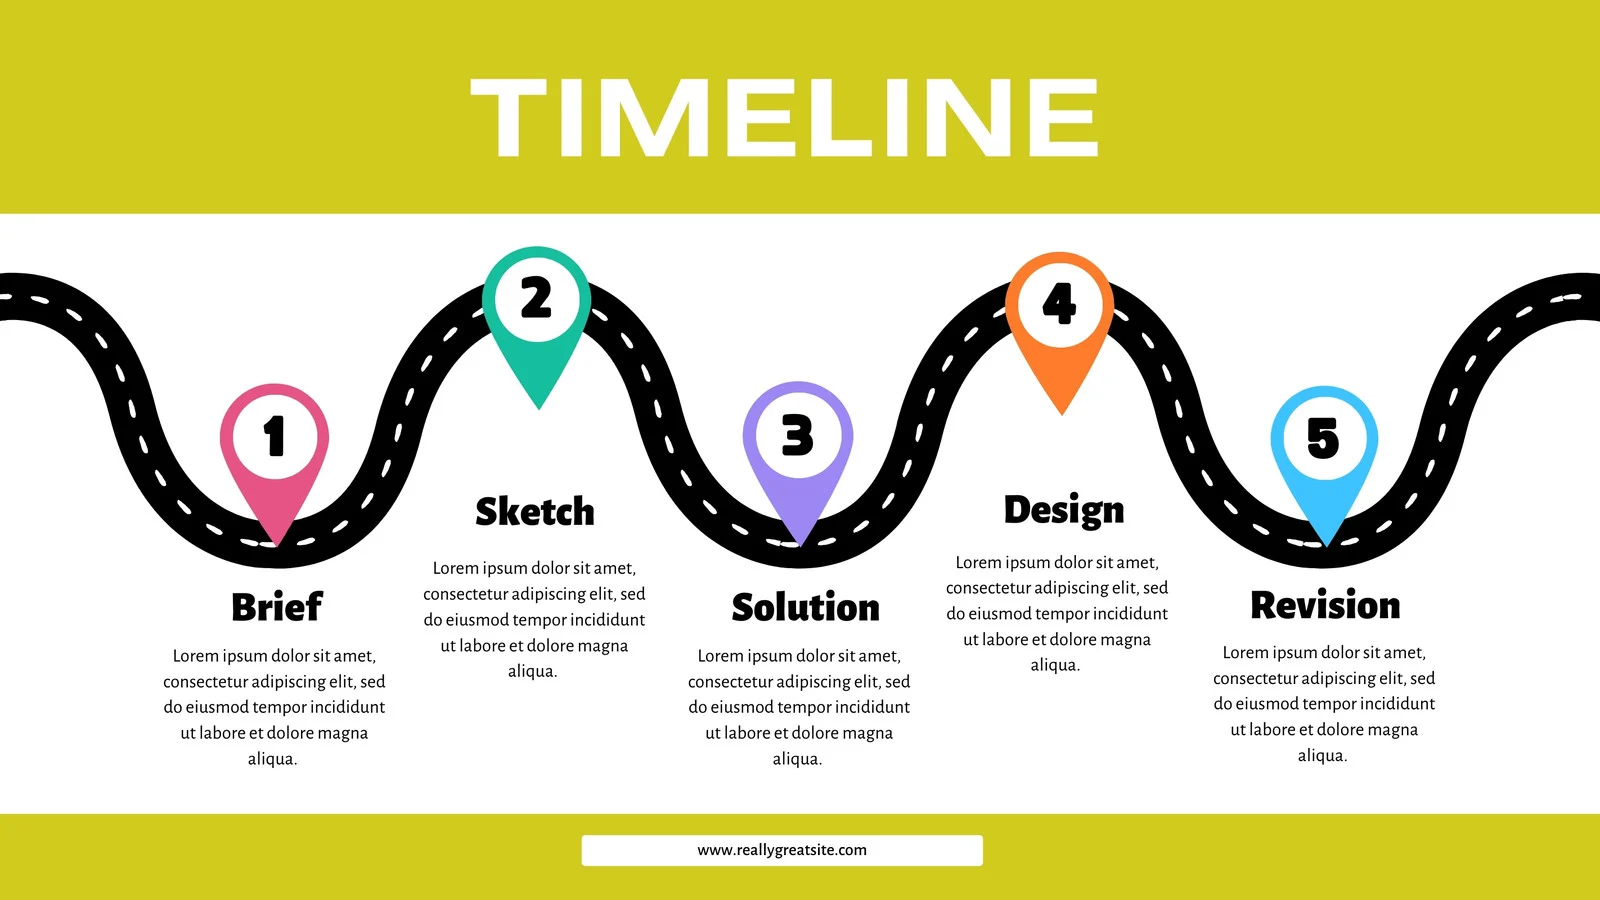 TIMELINE
1
Brief
Lorem ipsum dolor sit amet,
consectetur adipiscing elit, sed
do eiusmod tempor incididunt
ut labore et dolore magna
aliqua.
2
Sketch
Lorem ipsum dolor sit amet,
consectetur adipiscing elit, sed
do eiusmod tempor incididunt
ut labore et dolore magna
aliqua.
3
Solution
Lorem ipsum dolor sit amet,
consectetur adipiscing elit, sed
do eiusmod tempor incididunt
ut labore et dolore magna
aliqua.
4
Design
Lorem ipsum dolor sit amet,
consectetur adipiscing elit, sed
do eiusmod tempor incididunt
ut labore et dolore magna
aliqua.
5
Revision
Lorem ipsum dolor sit amet,
consectetur adipiscing elit, sed
do eiusmod tempor incididunt
ut labore et dolore magna
aliqua.
www.reallygreatsite.com